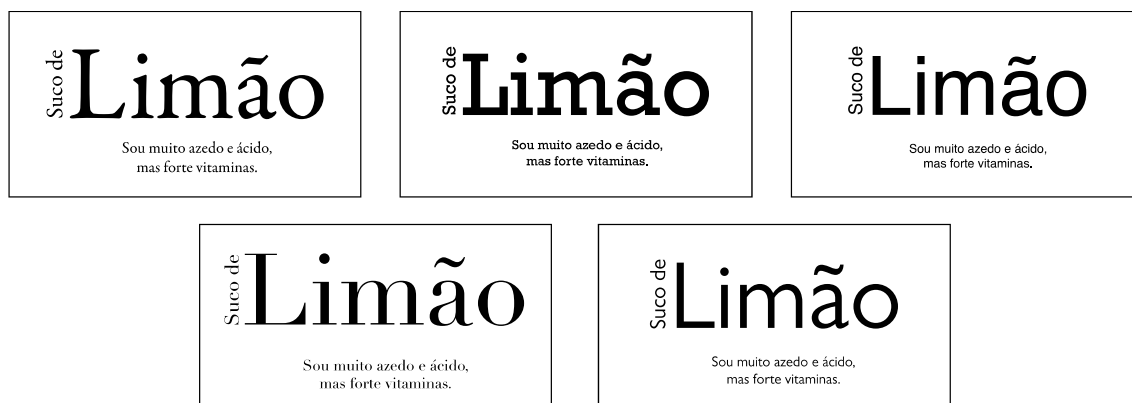 Suco de
Limão
Sou muito azedo e ácido,
mas forte vitaminas.
Suco de
Limão
Sou muito azedo e ácido,
mas forte vitaminas.
Suco de
Limão
Sou muito azedo e ácido,
mas forte vitaminas.
Suco de
Limão
Sou muito azedo e ácido,
mas forte vitaminas.
Suco de
Limão
Sou muito azedo e ácido,
mas forte vitaminas.